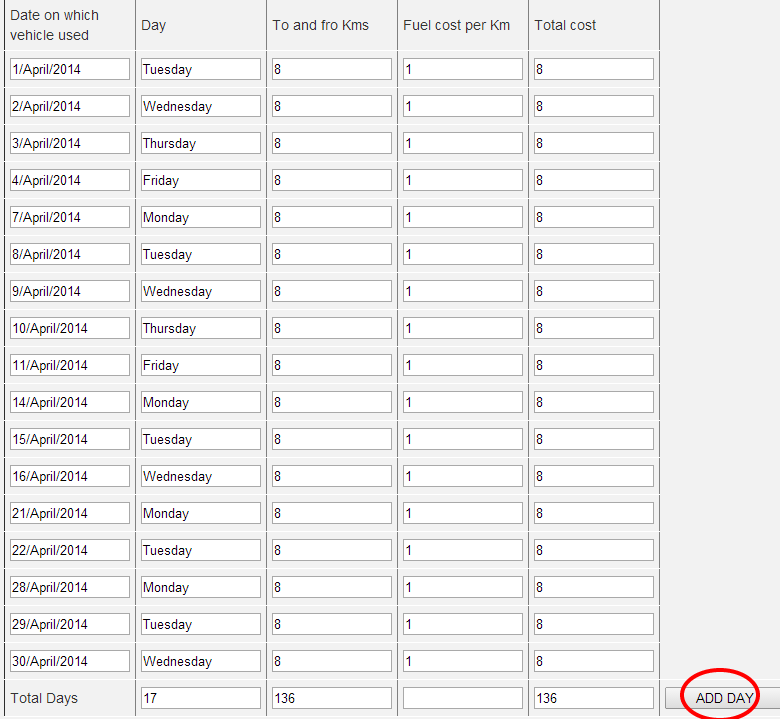 Date on which vehicle used Day To and fro Kms Fuel cost per Km Total cost
1/April/2014 Tuesday 8 1 8
2/April/2014 Wednesday 8 1 8
3/April/2014 Thursday 8 1 8
4/April/2014 Friday 8 1 8
7/April/2014 Monday 8 1 8
8/April/2014 Tuesday 8 1 8
9/April/2014 Wednesday 8 1 8
10/April/2014 Thursday 8 1 8
11/April/2014 Friday 8 1 8
14/April/2014 Monday 8 1 8
15/April/2014 Tuesday 8 1 8
16/April/2014 Wednesday 8 1 8
21/April/2014 Monday 8 1 8
22/April/2014 Tuesday 8 1 8
28/April/2014 Monday 8 1 8
29/April/2014 Tuesday 8 1 8
30/April/2014 Wednesday 8 1 8
Total Days 17 136 136 ADD DAY